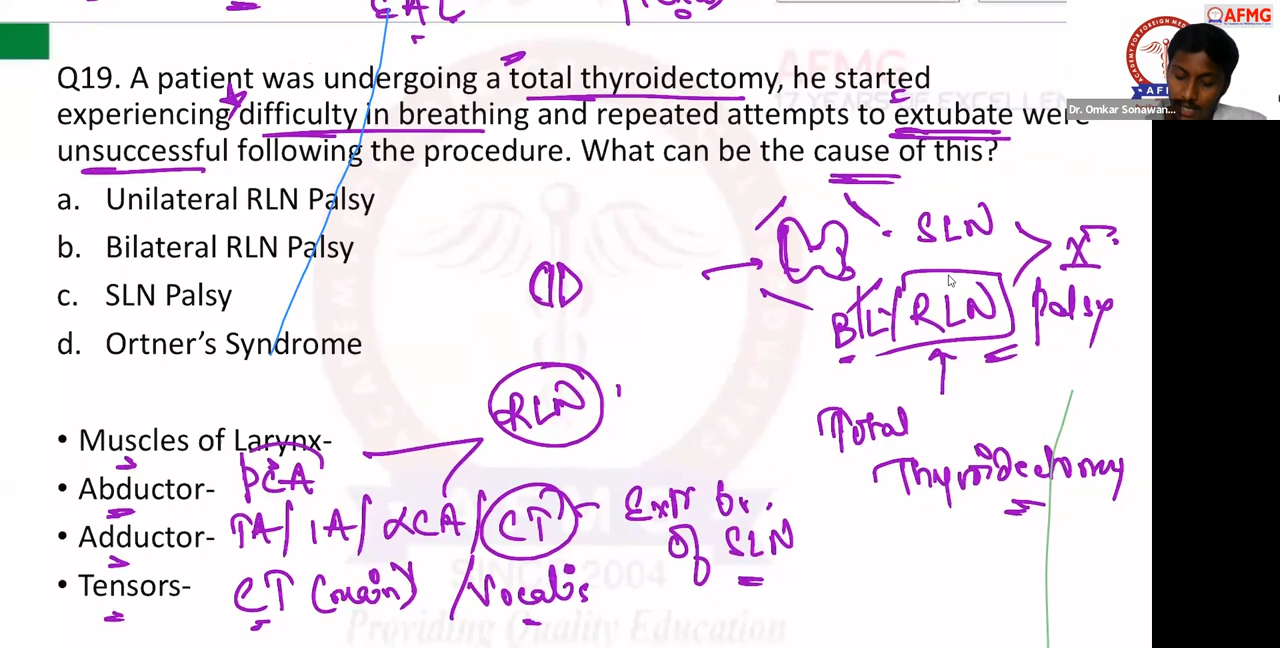 AFMG
Q19. A patient was undergoing a total thyroidectomy, he started
experiencing difficulty in breathing and repeated attempts to extubate were
unsuccessful following the procedure. What can be the cause of this?
Dr. Omkar Sonawan...
a. Unilateral RLN Palsy
b. Bilateral RLN Palsy
c. SLN Palsy
d. Ortner's Syndrome
SLN
B/L RLN Palsy
Total
Thyroidectomy
RLN
• Muscles of Larynx-
• Abductor- PCA
• Adductor- TA/ IA/ LCA/ CT - Ext br. of SLN
• Tensors- CT (main) / Vocalis
SINCE 2004
Providing Quality Education